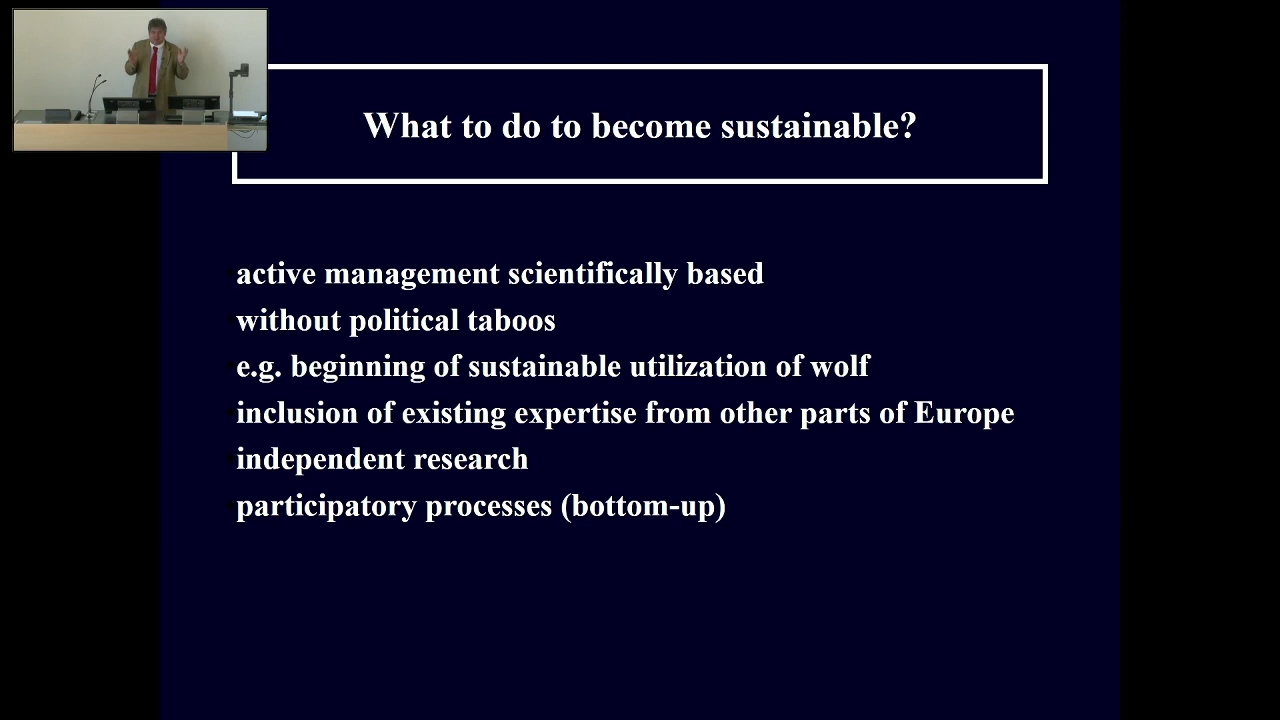 What to do to become sustainable?
active management scientifically based
without political taboos
e.g. beginning of sustainable utilization of wolf
inclusion of existing expertise from other parts of Europe
independent research
participatory processes (bottom-up)